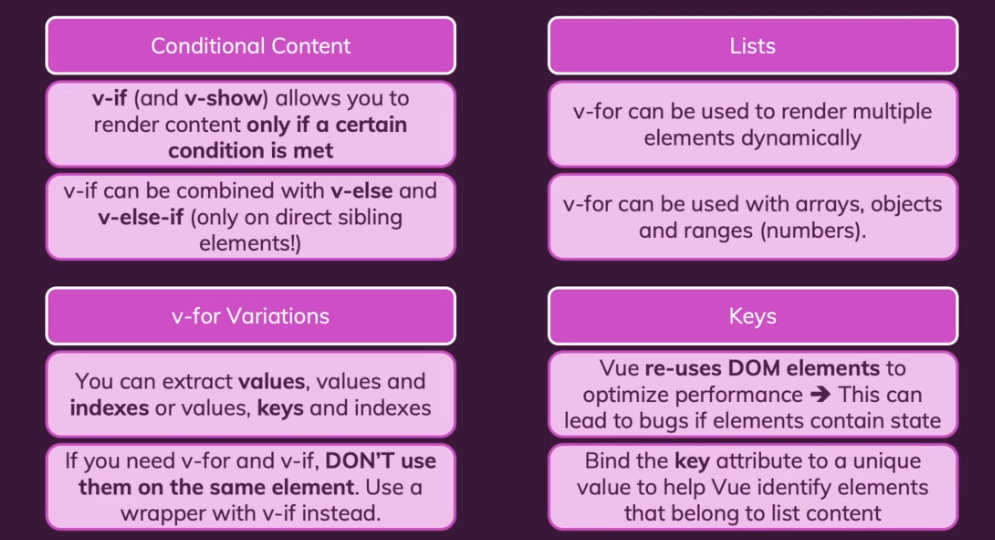 Conditional Content
v-if (and v-show) allows you to
render content only if a certain
condition is met
v-if can be combined with v-else and
v-else-if (only on direct sibling
elements!)
Lists
v-for can be used to render multiple
elements dynamically
v-for can be used with arrays, objects
and ranges (numbers).
v-for Variations
You can extract values, values and
indexes or values, keys and indexes
If you need v-for and v-if, DON'T use
them on the same element. Use a
wrapper with v-if instead.
Keys
Vue re-uses DOM elements to
optimize performance ➔ This can
lead to bugs if elements contain state
Bind the key attribute to a unique
value to help Vue identify elements
that belong to list content